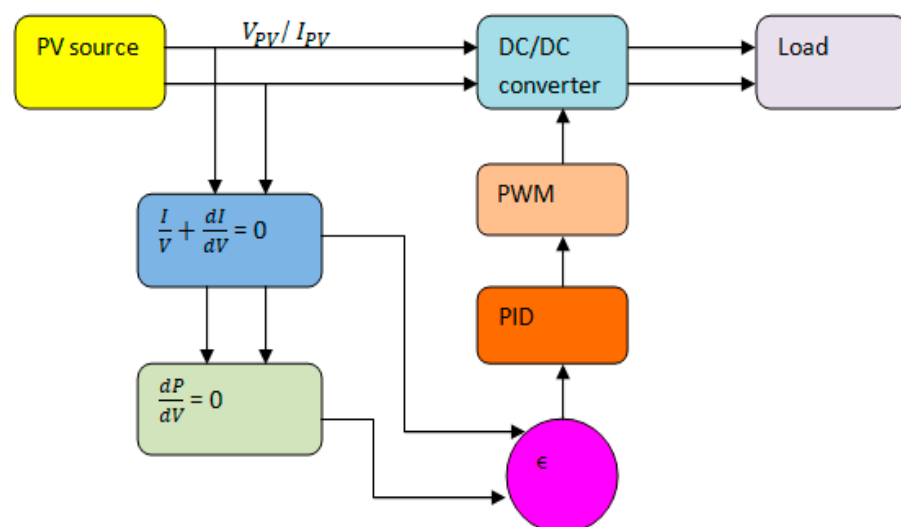 PV source
V_PV / I_PV
DC/DC
converter
Load
I/V + dI/dV = 0
PWM
PID
dP/dV = 0
ϵ